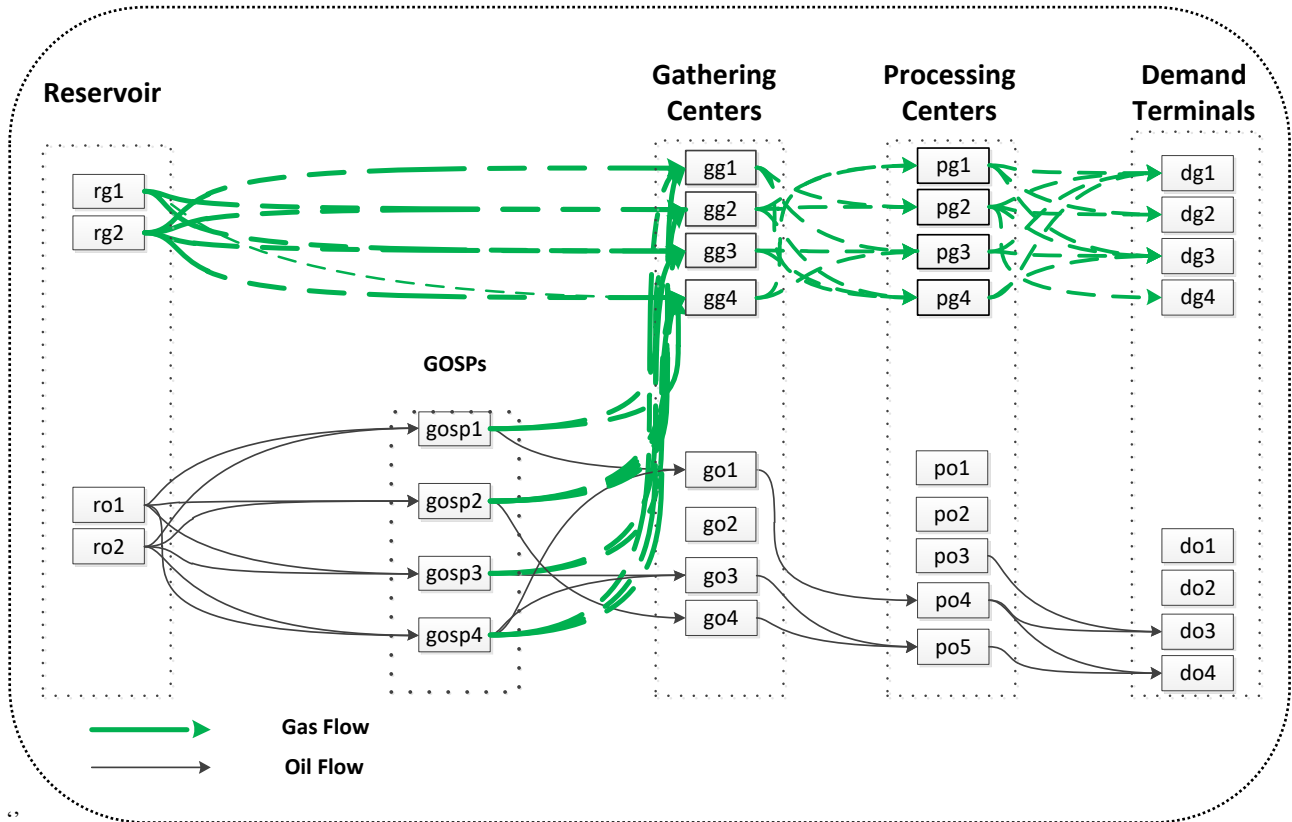 Reservoir
Gathering
Centers
Processing
Centers
Demand
Terminals
rg1
rg2
gg1
gg2
gg3
gg4
pg1
pg2
pg3
pg4
dg1
dg2
dg3
dg4
GOSPs
gosp1
gosp2
gosp3
gosp4
ro1
ro2
go1
go2
go3
go4
po1
po2
po3
po4
po5
do1
do2
do3
do4
Gas Flow
Oil Flow
‘’